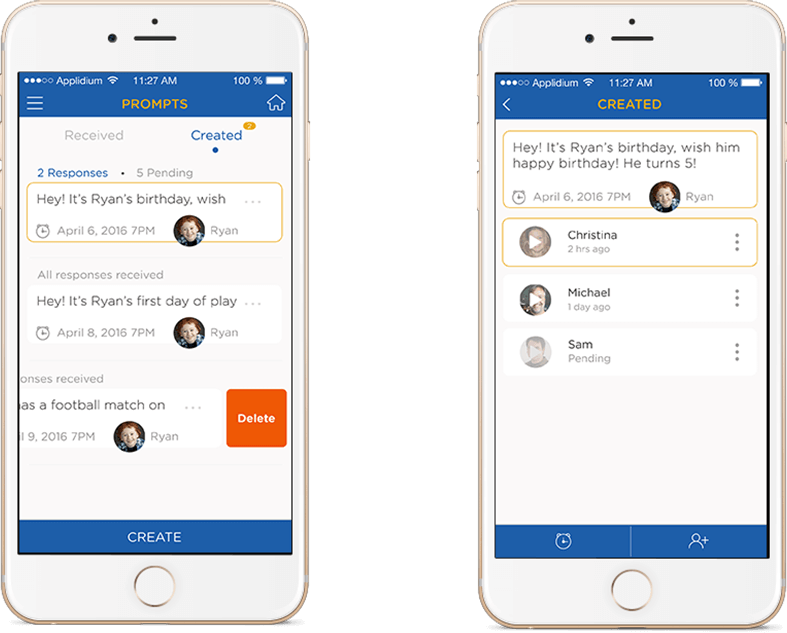 Applidium 11:27 AM 100 %
PROMPTS
Received Created 2
2 Responses • 5 Pending
Hey! It's Ryan's birthday, wish ...
April 6, 2016 7PM Ryan
All responses received
Hey! It's Ryan's first day of play ...
April 8, 2016 7PM Ryan
onses received
as a football match on ...
il 9, 2016 7PM Ryan
Delete
CREATE
Applidium 11:27 AM 100 %
CREATED
Hey! It's Ryan's birthday, wish him
happy birthday! He turns 5!
April 6, 2016 7PM Ryan
Christina
2 hrs ago
Michael
1 day ago
Sam
Pending